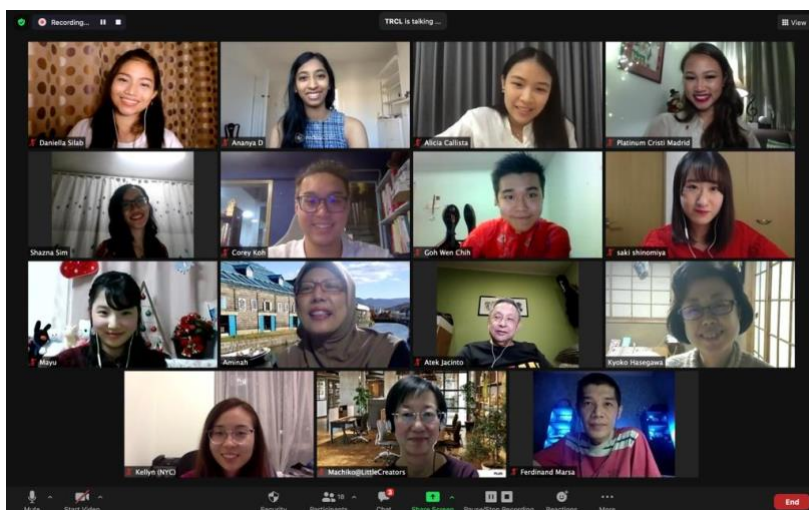 Recording...
TRCL is talking ...
View
Daniella Silab
Ananya D
Alicia Callista
Platinum Cristi Madrid
Shazna Sim
Corey Koh
Goh Wen Chih
saki shinomiya
Mayu
Aminah
Atek Jacinto
Kyoko Hasegawa
Kellyn (NYC)
Machiko@LittleCreators
Ferdinand Marsa
Mute
Start Video
Security
Participants
18
Chat
3
Share Screen
Pause/Stop Recording
Reactions
More
End